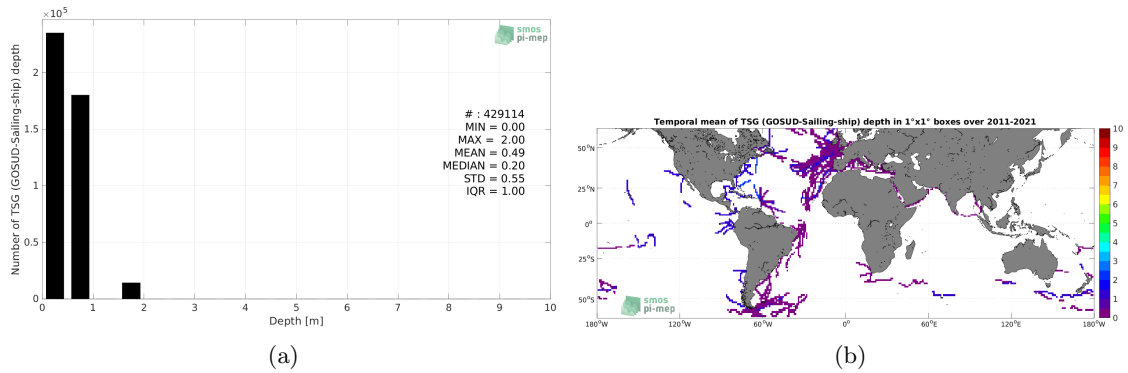 ×10⁵
smos
pi-mep
Number of TSG (GOSUD-Sailing-ship) depth
2
1.5
1
0.5
0
# : 429114
MIN = 0.00
MAX = 2.00
MEAN = 0.49
MEDIAN = 0.20
STD = 0.55
IQR = 1.00
0 1 2 3 4 5 6 7 8 9 10
Depth [m]
(a)
Temporal mean of TSG (GOSUD-Sailing-ship) depth in 1°x1° boxes over 2011-2021
50°N
25°N
0°
25°S
50°S
smos
pi-mep
180°W 120°W 60°W 0° 60°E 120°E 180°W
10
9
8
7
6
5
4
3
2
1
0
(b)